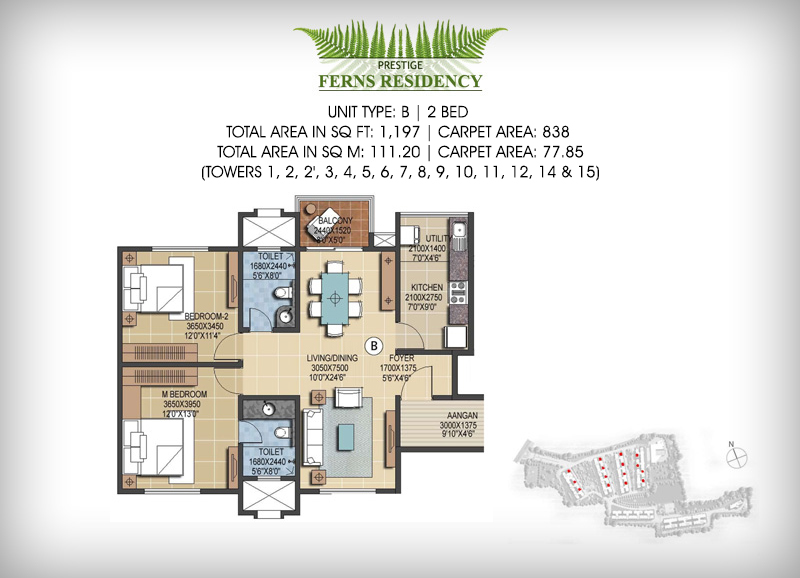 PRESTIGE
FERNS RESIDENCY
UNIT TYPE: B | 2 BED
TOTAL AREA IN SQ FT: 1,197 | CARPET AREA: 838
TOTAL AREA IN SQ M: 111.20 | CARPET AREA: 77.85
(TOWERS 1, 2, 2', 3, 4, 5, 6, 7, 8, 9, 10, 11, 12, 14 & 15)
BALCONY
2440X1520
8'0"X5'0"
UTILITY
2100X1400
7'0"X4'6"
TOILET
1680X2440
5'6"X8'0"
KITCHEN
2100X2750
7'0"X9'0"
BEDROOM-2
3650X3450
12'0"X11'4"
B
LIVING/DINING
3050X7500
10'0"X24'6"
FOYER
1700X1375
5'6"X4'6"
M BEDROOM
3650X3950
12'0"X13'0"
AANGAN
3000X1375
9'10"X4'6"
TOILET
1680X2440
5'6"X8'0"
N